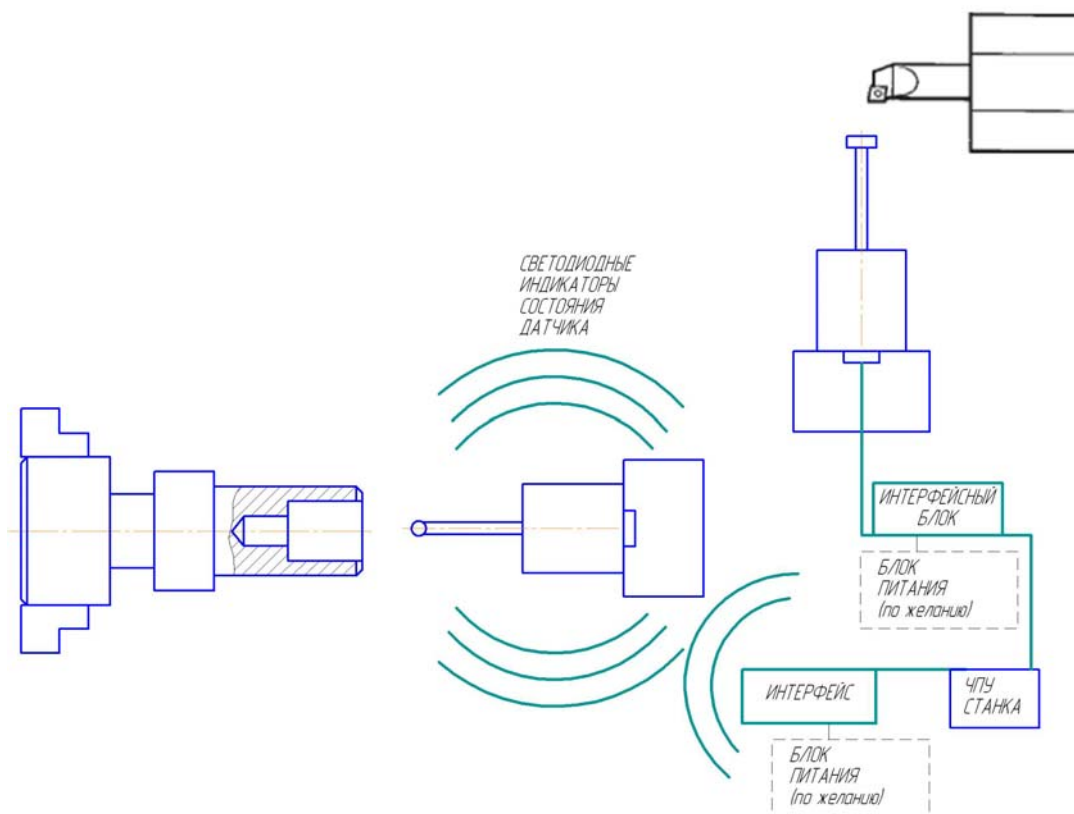 СВЕТОДИОДНЫЕ
ИНДИКАТОРЫ
СОСТОЯНИЯ
ДАТЧИКА
ИНТЕРФЕЙСНЫЙ
БЛОК
БЛОК
ПИТАНИЯ
(по желанию)
ИНТЕРФЕЙС
ЧПУ
СТАНКА
БЛОК
ПИТАНИЯ
(по желанию)